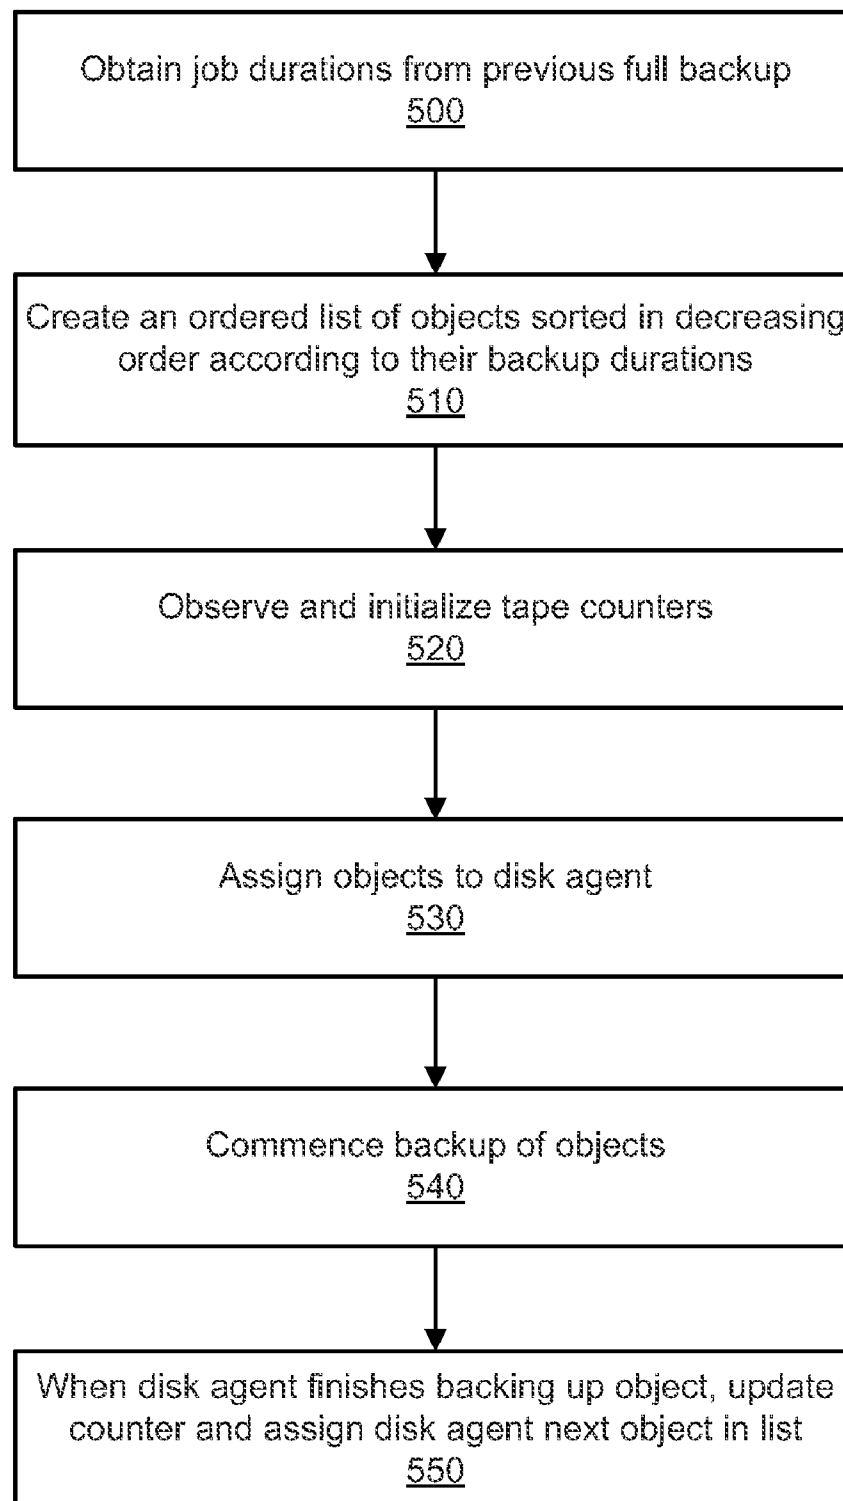 Obtain job durations from previous full backup
500
Create an ordered list of objects sorted in decreasing
order according to their backup durations
510
Observe and initialize tape counters
520
Assign objects to disk agent
530
Commence backup of objects
540
When disk agent finishes backing up object, update
counter and assign disk agent next object in list
550